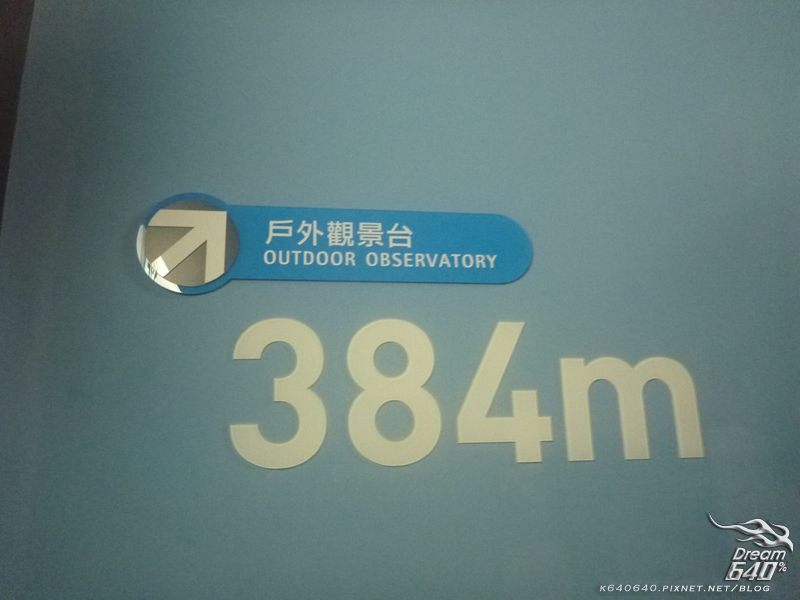 戶外觀景台
OUTDOOR OBSERVATORY
384m
Dream
640%
K640640.PIXNET.NET/BLOG